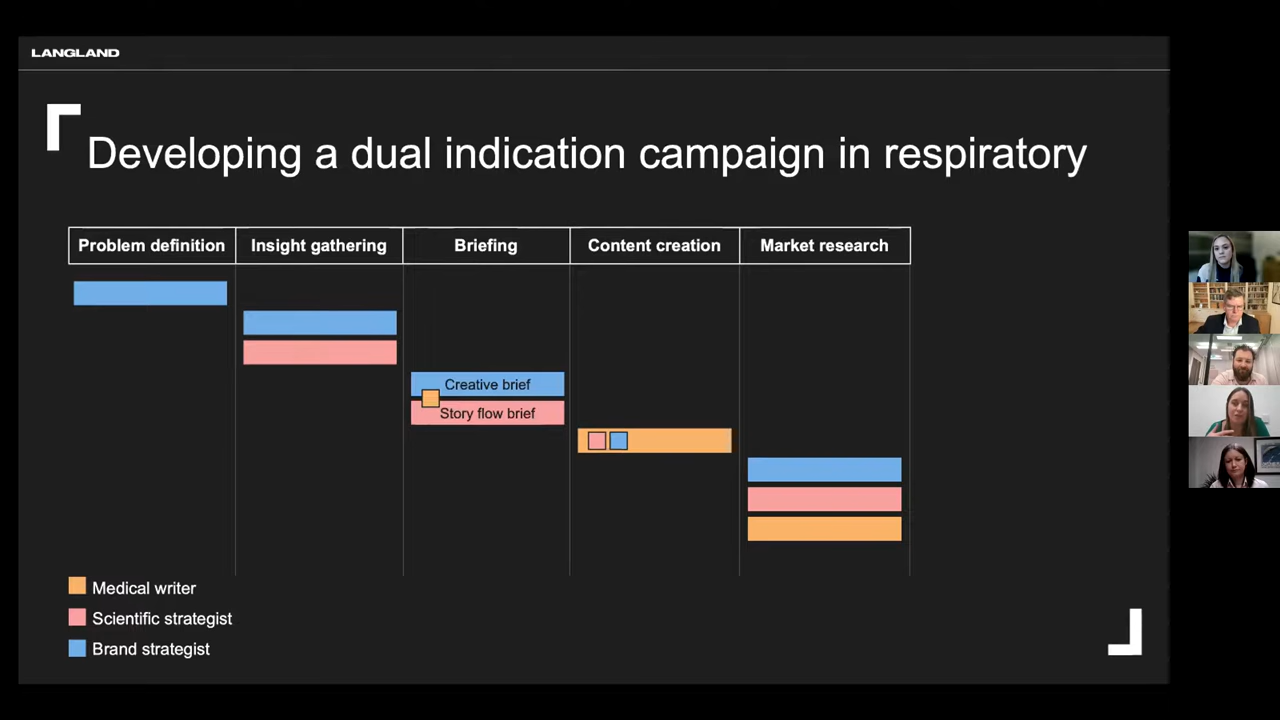 LANGLAND
Developing a dual indication campaign in respiratory
Problem definition
Insight gathering
Briefing
Content creation
Market research
Creative brief
Story flow brief
Medical writer
Scientific strategist
Brand strategist